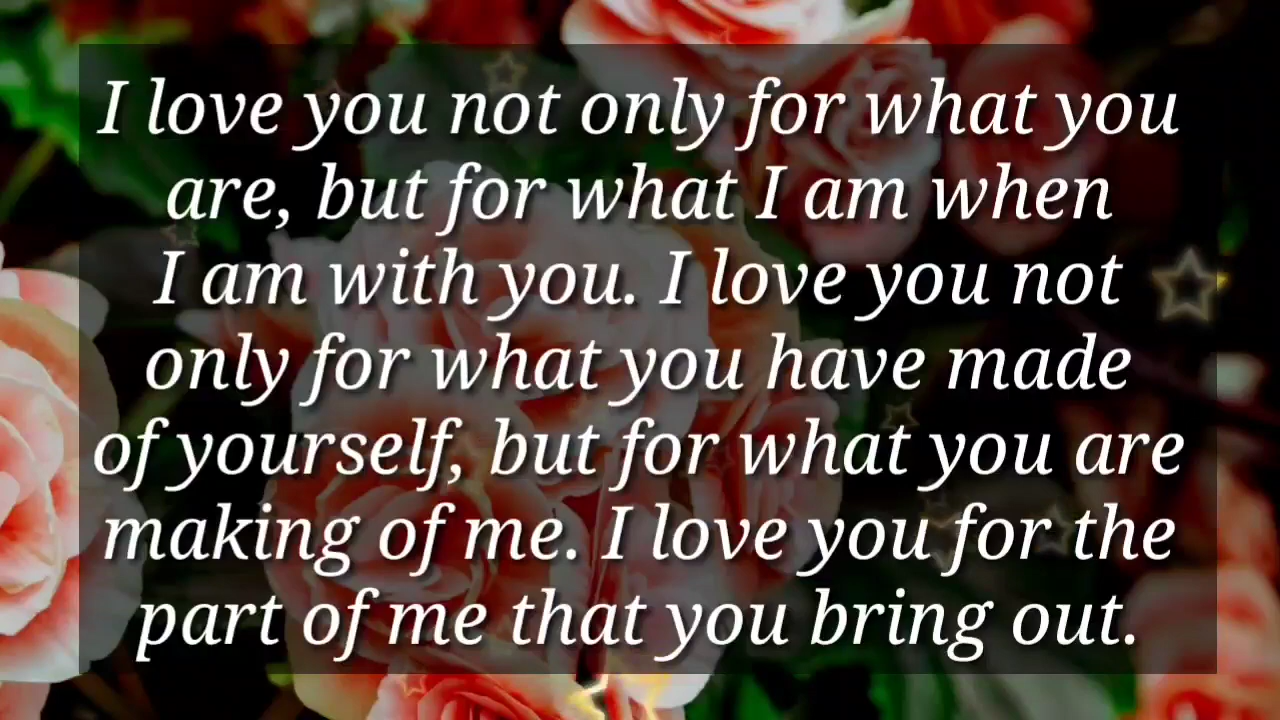 I love you not only for what you
are, but for what I am when
I am with you. I love you not
only for what you have made
of yourself, but for what you are
making of me. I love you for the
part of me that you bring out.